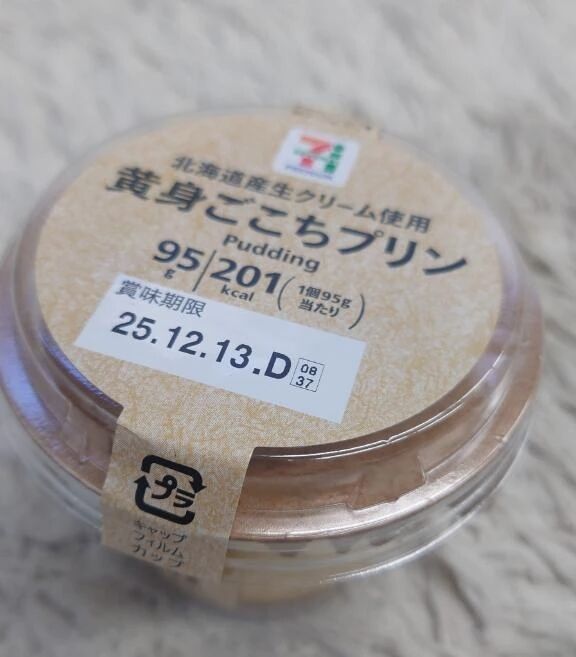 北海道産生クリーム使用
黄身ごこちプリン
Pudding
95g 201kcal (1個95g当たり)
賞味期限
25.12.13.D 08 37
プラ
キャップ
フィルム
カップ